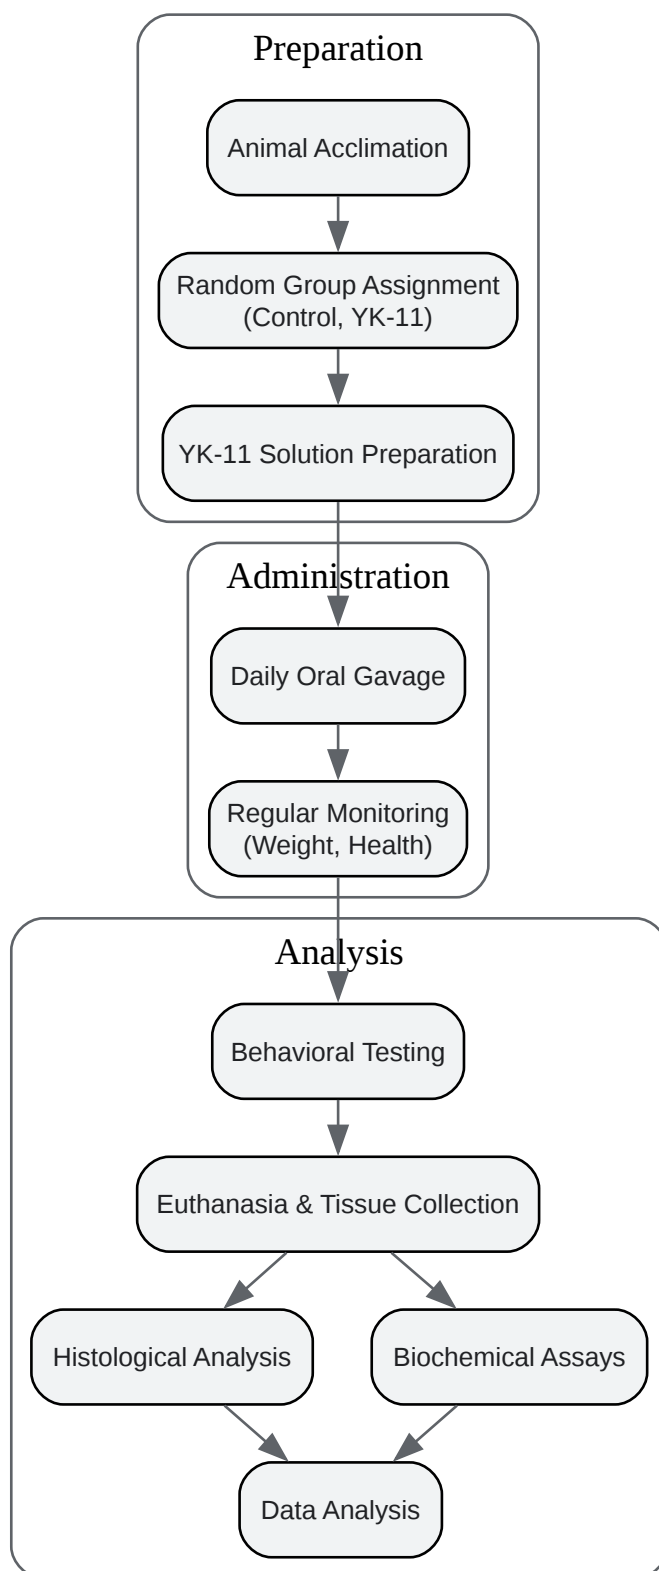 Preparation
Animal Acclimation
Random Group Assignment
(Control, YK-11)
YK-11 Solution Preparation
Administration
Daily Oral Gavage
Regular Monitoring
(Weight, Health)
Analysis
Behavioral Testing
Euthanasia & Tissue Collection
Histological Analysis
Biochemical Assays
Data Analysis